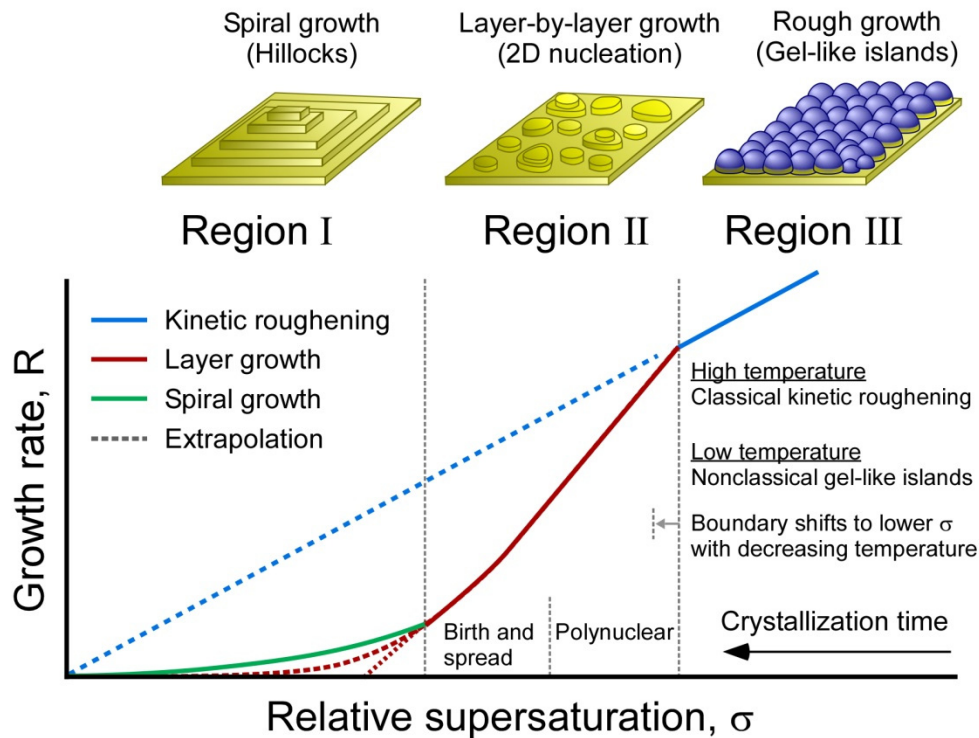 Spiral growth
(Hillocks)
Layer-by-layer growth
(2D nucleation)
Rough growth
(Gel-like islands)
Region I
Region II
Region III
Kinetic roughening
Layer growth
Spiral growth
Extrapolation
High temperature
Classical kinetic roughening
Low temperature
Nonclassical gel-like islands
Boundary shifts to lower σ
with decreasing temperature
Birth and
spread
Polynuclear
Crystallization time
Growth rate, R
Relative supersaturation, σ